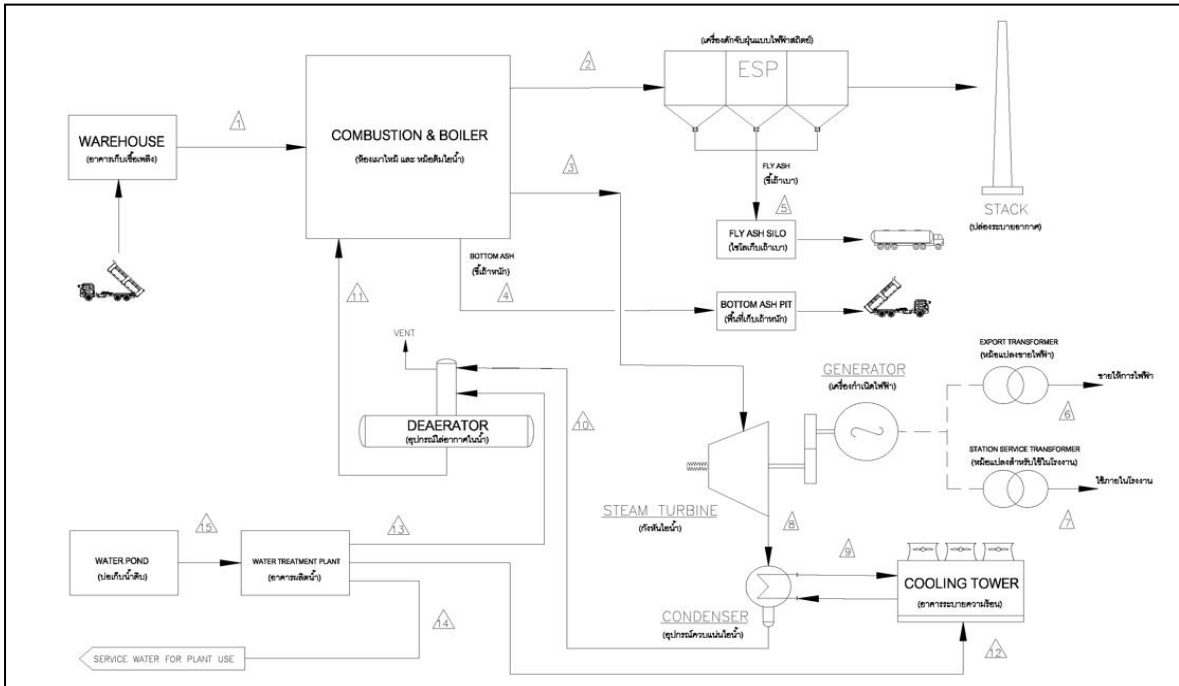 (เครื่องดักจับฝุ่นแบบไฟฟ้าสถิตย์)
ESP
2
1
WAREHOUSE
(อาคารเก็บเชื้อเพลิง)
COMBUSTION & BOILER
(ห้องเผาไหม้ และ หม้อต้มไอน้ำ)
3
FLY ASH
(ขี้เถ้าเบา)
5
STACK
(ปล่องระบายอากาศ)
FLY ASH SILO
(ไซโลเก็บเถ้าเบา)
BOTTOM ASH
(ขี้เถ้าหนัก)
4
11
BOTTOM ASH PIT
(พื้นที่เก็บเถ้าหนัก)
VENT
EXPORT TRANSFORMER
(หม้อแปลงขายไฟฟ้า)
GENERATOR
(เครื่องกำเนิดไฟฟ้า)
ขายให้การไฟฟ้า
6
DEAERATOR
(อุปกรณ์ไล่อากาศในน้ำ)
10
STATION SERVICE TRANSFORMER
(หม้อแปลงสำหรับใช้ในโรงงาน)
ใช้ภายในโรงงาน
7
STEAM TURBINE
(กังหันไอน้ำ)
8
15
13
9
WATER POND
(บ่อเก็บน้ำดิบ)
WATER TREATMENT PLANT
(อาคารผลิตน้ำ)
COOLING TOWER
(อาคารระบายความร้อน)
CONDENSER
(อุปกรณ์ควบแน่นไอน้ำ)
14
12
SERVICE WATER FOR PLANT USE